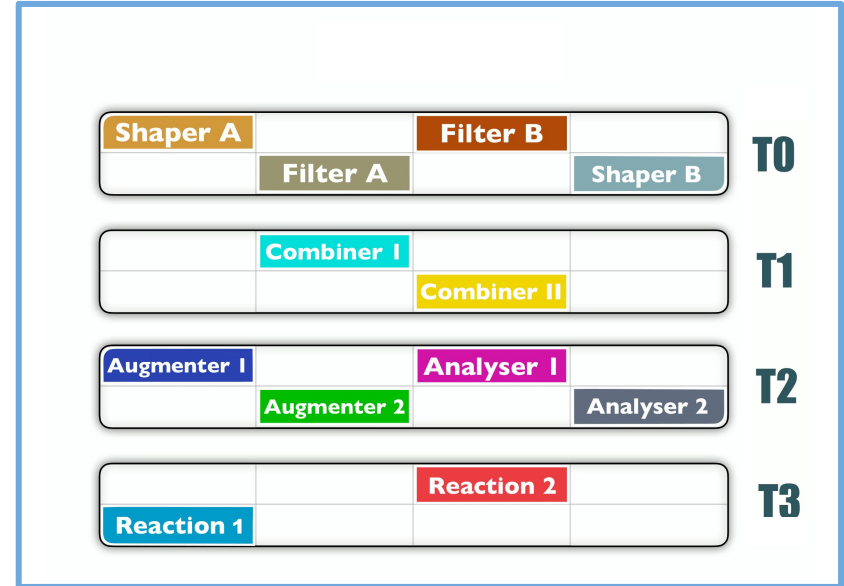 Shaper A
Filter B
T0
Filter A
Shaper B
Combiner I
T1
Combiner II
Augmenter I
Analyser I
T2
Augmenter 2
Analyser 2
Reaction 2
T3
Reaction 1